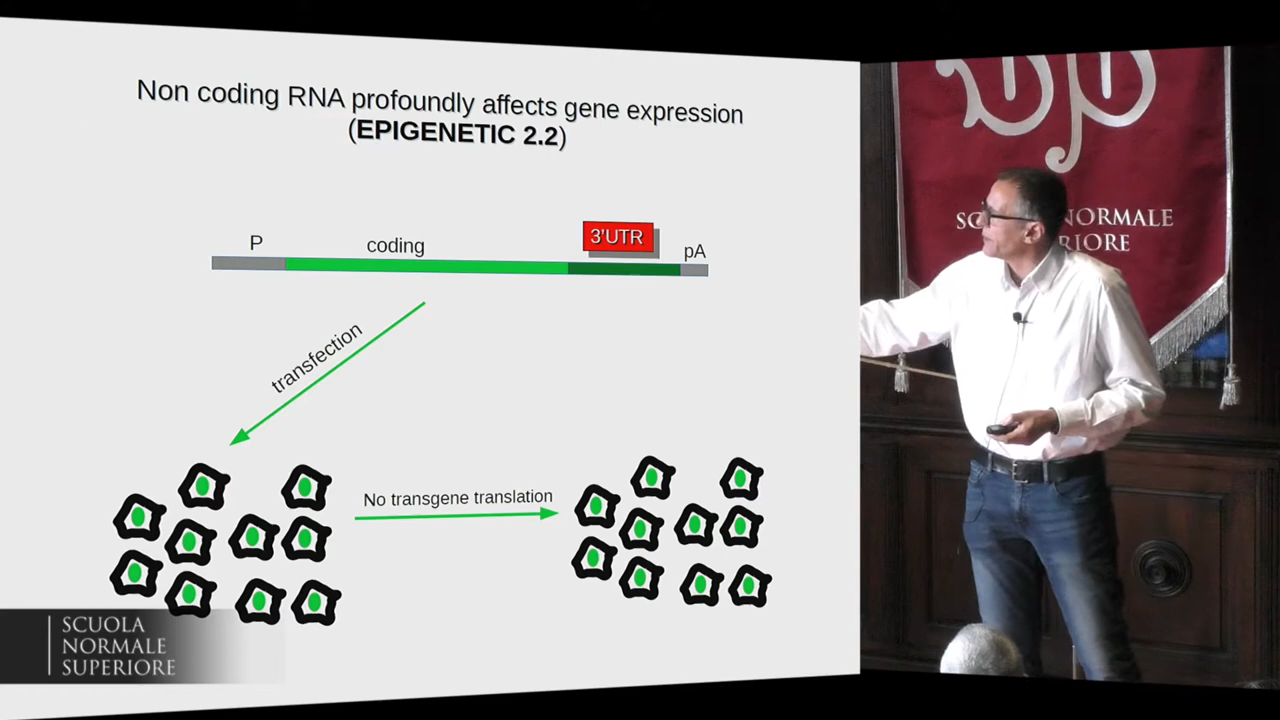 Non coding RNA profoundly affects gene expression
(EPIGENETIC 2.2)
P
coding
3'UTR
pA
transfection
No transgene translation
SCUOLA
NORMALE
SUPERIORE
NORMALE